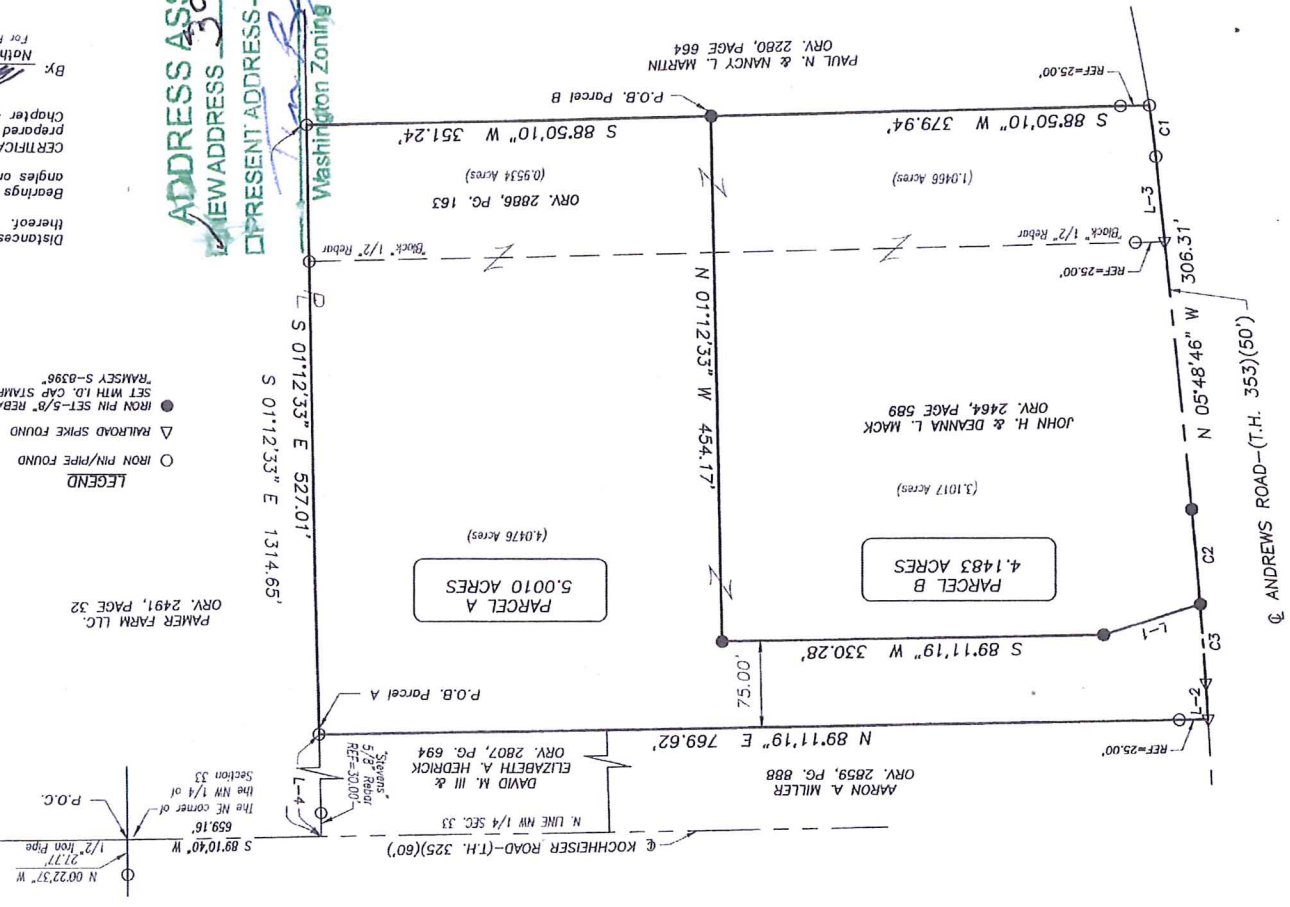 N 00°22'37" W
27.77'
1/2" Iron Pipe
S 89°10'40" W
659.16'
P.O.C.
The NE corner of
the NW 1/4 of
Section 33
℄ KOCHHEISER ROAD-(T.H. 325)(60')
N. LINE NW 1/4 SEC. 33
L-4
"Stevens"
5/8" Rebar
REF=30.00'
DAVID M. III &
ELIZABETH A. HEDRICK
ORV. 2807, PG. 694
AARON A. MILLER
ORV. 2859, PG. 888
REF=25.00'
N 89°11'19" E 769.62'
P.O.B. Parcel A
75.00'
L-2
C3
L-1
S 89°11'19" W 330.28'
PARCEL A
5.0010 ACRES
(4.0476 Acres)
PARCEL B
4.1483 ACRES
(3.1017 Acres)
C2
PAMER FARM LLC.
ORV. 2491, PAGE 32
S 01°12'33" E 1314.65'
S 01°12'33" E 527.01'
PL
N 01°12'33" W 454.17'
JOHN H. & DEANNA L. MACK
ORV. 2464, PAGE 589
N 05°48'46" W 306.31'
℄ ANDREWS ROAD-(T.H. 353)(50')
LEGEND
IRON PIN/PIPE FOUND
RAILROAD SPIKE FOUND
IRON PIN SET-5/8" REBA
SET WITH I.D. CAP STAMP
"RAMSEY S-8396"
"Block" 1/2" Rebar
"Block" 1/2" Rebar
REF=25.00'
Z
Z
Z
Z
ORV. 2886, PG. 163
(0.9534 Acres)
(1.0466 Acres)
L-3
C1
S 88°50'10" W 351.24'
S 88°50'10" W 379.94'
P.O.B. Parcel B
REF=25.00'
PAUL N. & NANCY L. MARTIN
ORV. 2280, PAGE 664
Distances
thereof.
Bearings
angles on
CERTIFICA
prepared
Chapter
By:
Nath
For
ADDRESS ASS
NEW ADDRESS 30
PRESENT ADDRESS
Washington Zoning